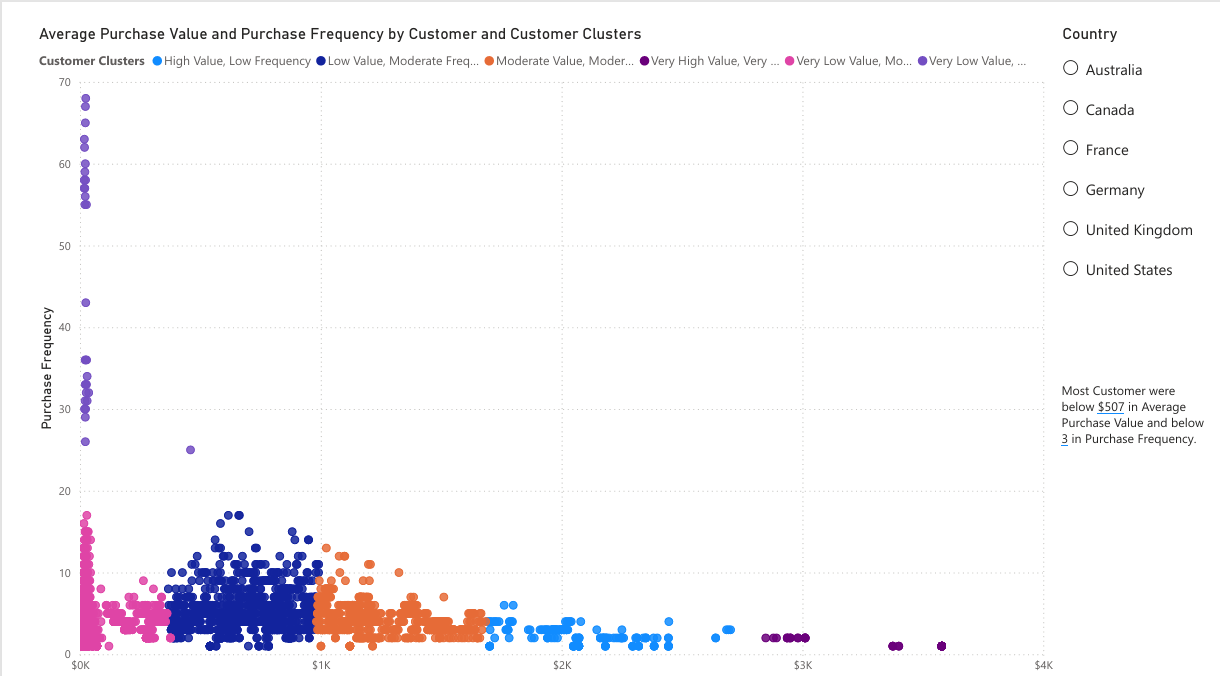 Average Purchase Value and Purchase Frequency by Customer and Customer Clusters
Customer Clusters High Value, Low Frequency Low Value, Moderate Freq... Moderate Value, Moder... Very High Value, Very ... Very Low Value, Mo... Very Low Value, ...
70
60
50
40
30
20
10
0
Purchase Frequency
$0K $1K $2K $3K $4K
Country
Australia
Canada
France
Germany
United Kingdom
United States
Most Customer were
below $507 in Average
Purchase Value and below
3 in Purchase Frequency.